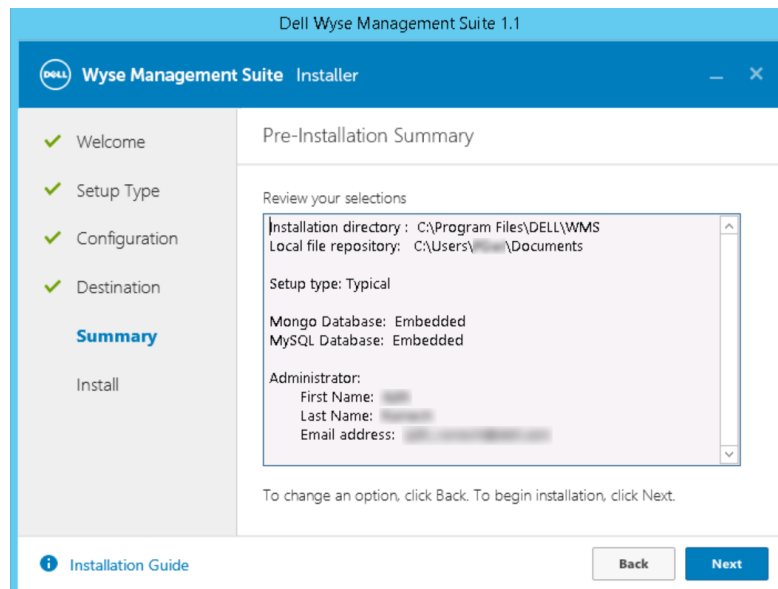 Dell Wyse Management Suite 1.1
DELL Wyse Management Suite Installer
Welcome
Setup Type
Configuration
Destination
Summary
Install
Pre-Installation Summary
Review your selections
Installation directory : C:\Program Files\DELL\WMS
Local file repository: C:\Users\ \Documents
Setup type: Typical
Mongo Database: Embedded
MySQL Database: Embedded
Administrator:
First Name:
Last Name:
Email address:
To change an option, click Back. To begin installation, click Next.
Installation Guide
Back
Next